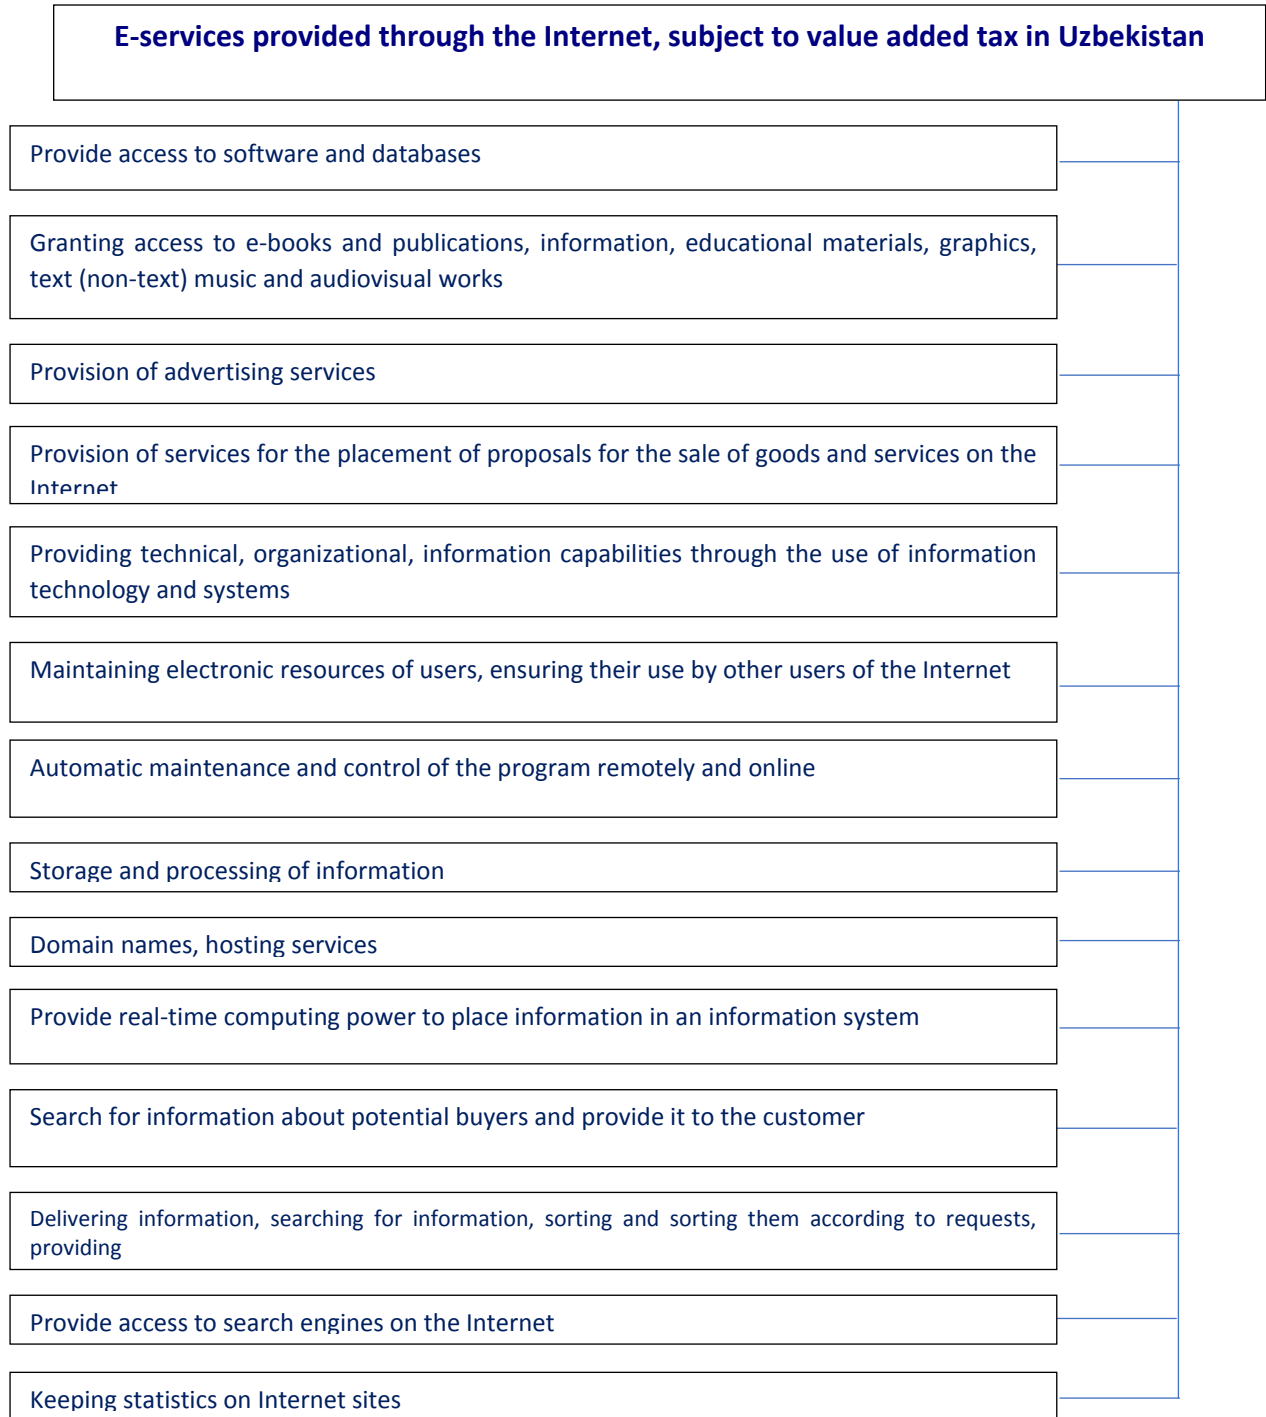 E-services provided through the Internet, subject to value added tax in Uzbekistan
Provide access to software and databases
Granting access to e-books and publications, information, educational materials, graphics,
text (non-text) music and audiovisual works
Provision of advertising services
Provision of services for the placement of proposals for the sale of goods and services on the
Internet
Providing technical, organizational, information capabilities through the use of information
technology and systems
Maintaining electronic resources of users, ensuring their use by other users of the Internet
Automatic maintenance and control of the program remotely and online
Storage and processing of information
Domain names, hosting services
Provide real-time computing power to place information in an information system
Search for information about potential buyers and provide it to the customer
Delivering information, searching for information, sorting and sorting them according to requests,
providing
Provide access to search engines on the Internet
Keeping statistics on Internet sites